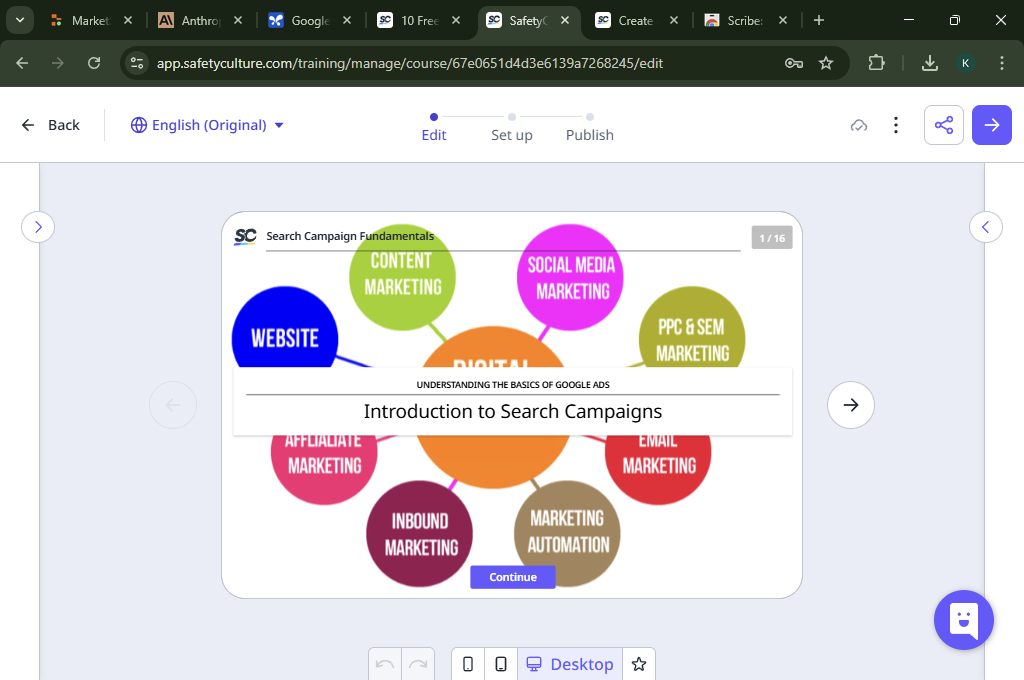 Market
Anthrop
Google
10 Free
SafetyC
Create
Scribe:
app.safetyculture.com/training/manage/course/67e0651d4d3e6139a7268245/edit
K
Back
English (Original)
Edit
Set up
Publish
SC
Search Campaign Fundamentals
1 / 16
CONTENT
MARKETING
SOCIAL MEDIA
MARKETING
WEBSITE
PPC & SEM
MARKETING
DIGITAL
UNDERSTANDING THE BASICS OF GOOGLE ADS
Introduction to Search Campaigns
AFFLIALIATE
MARKETING
EMAIL
MARKETING
INBOUND
MARKETING
MARKETING
AUTOMATION
Continue
Desktop